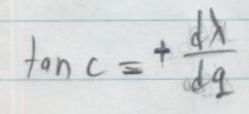 tan c = + dλ/dq